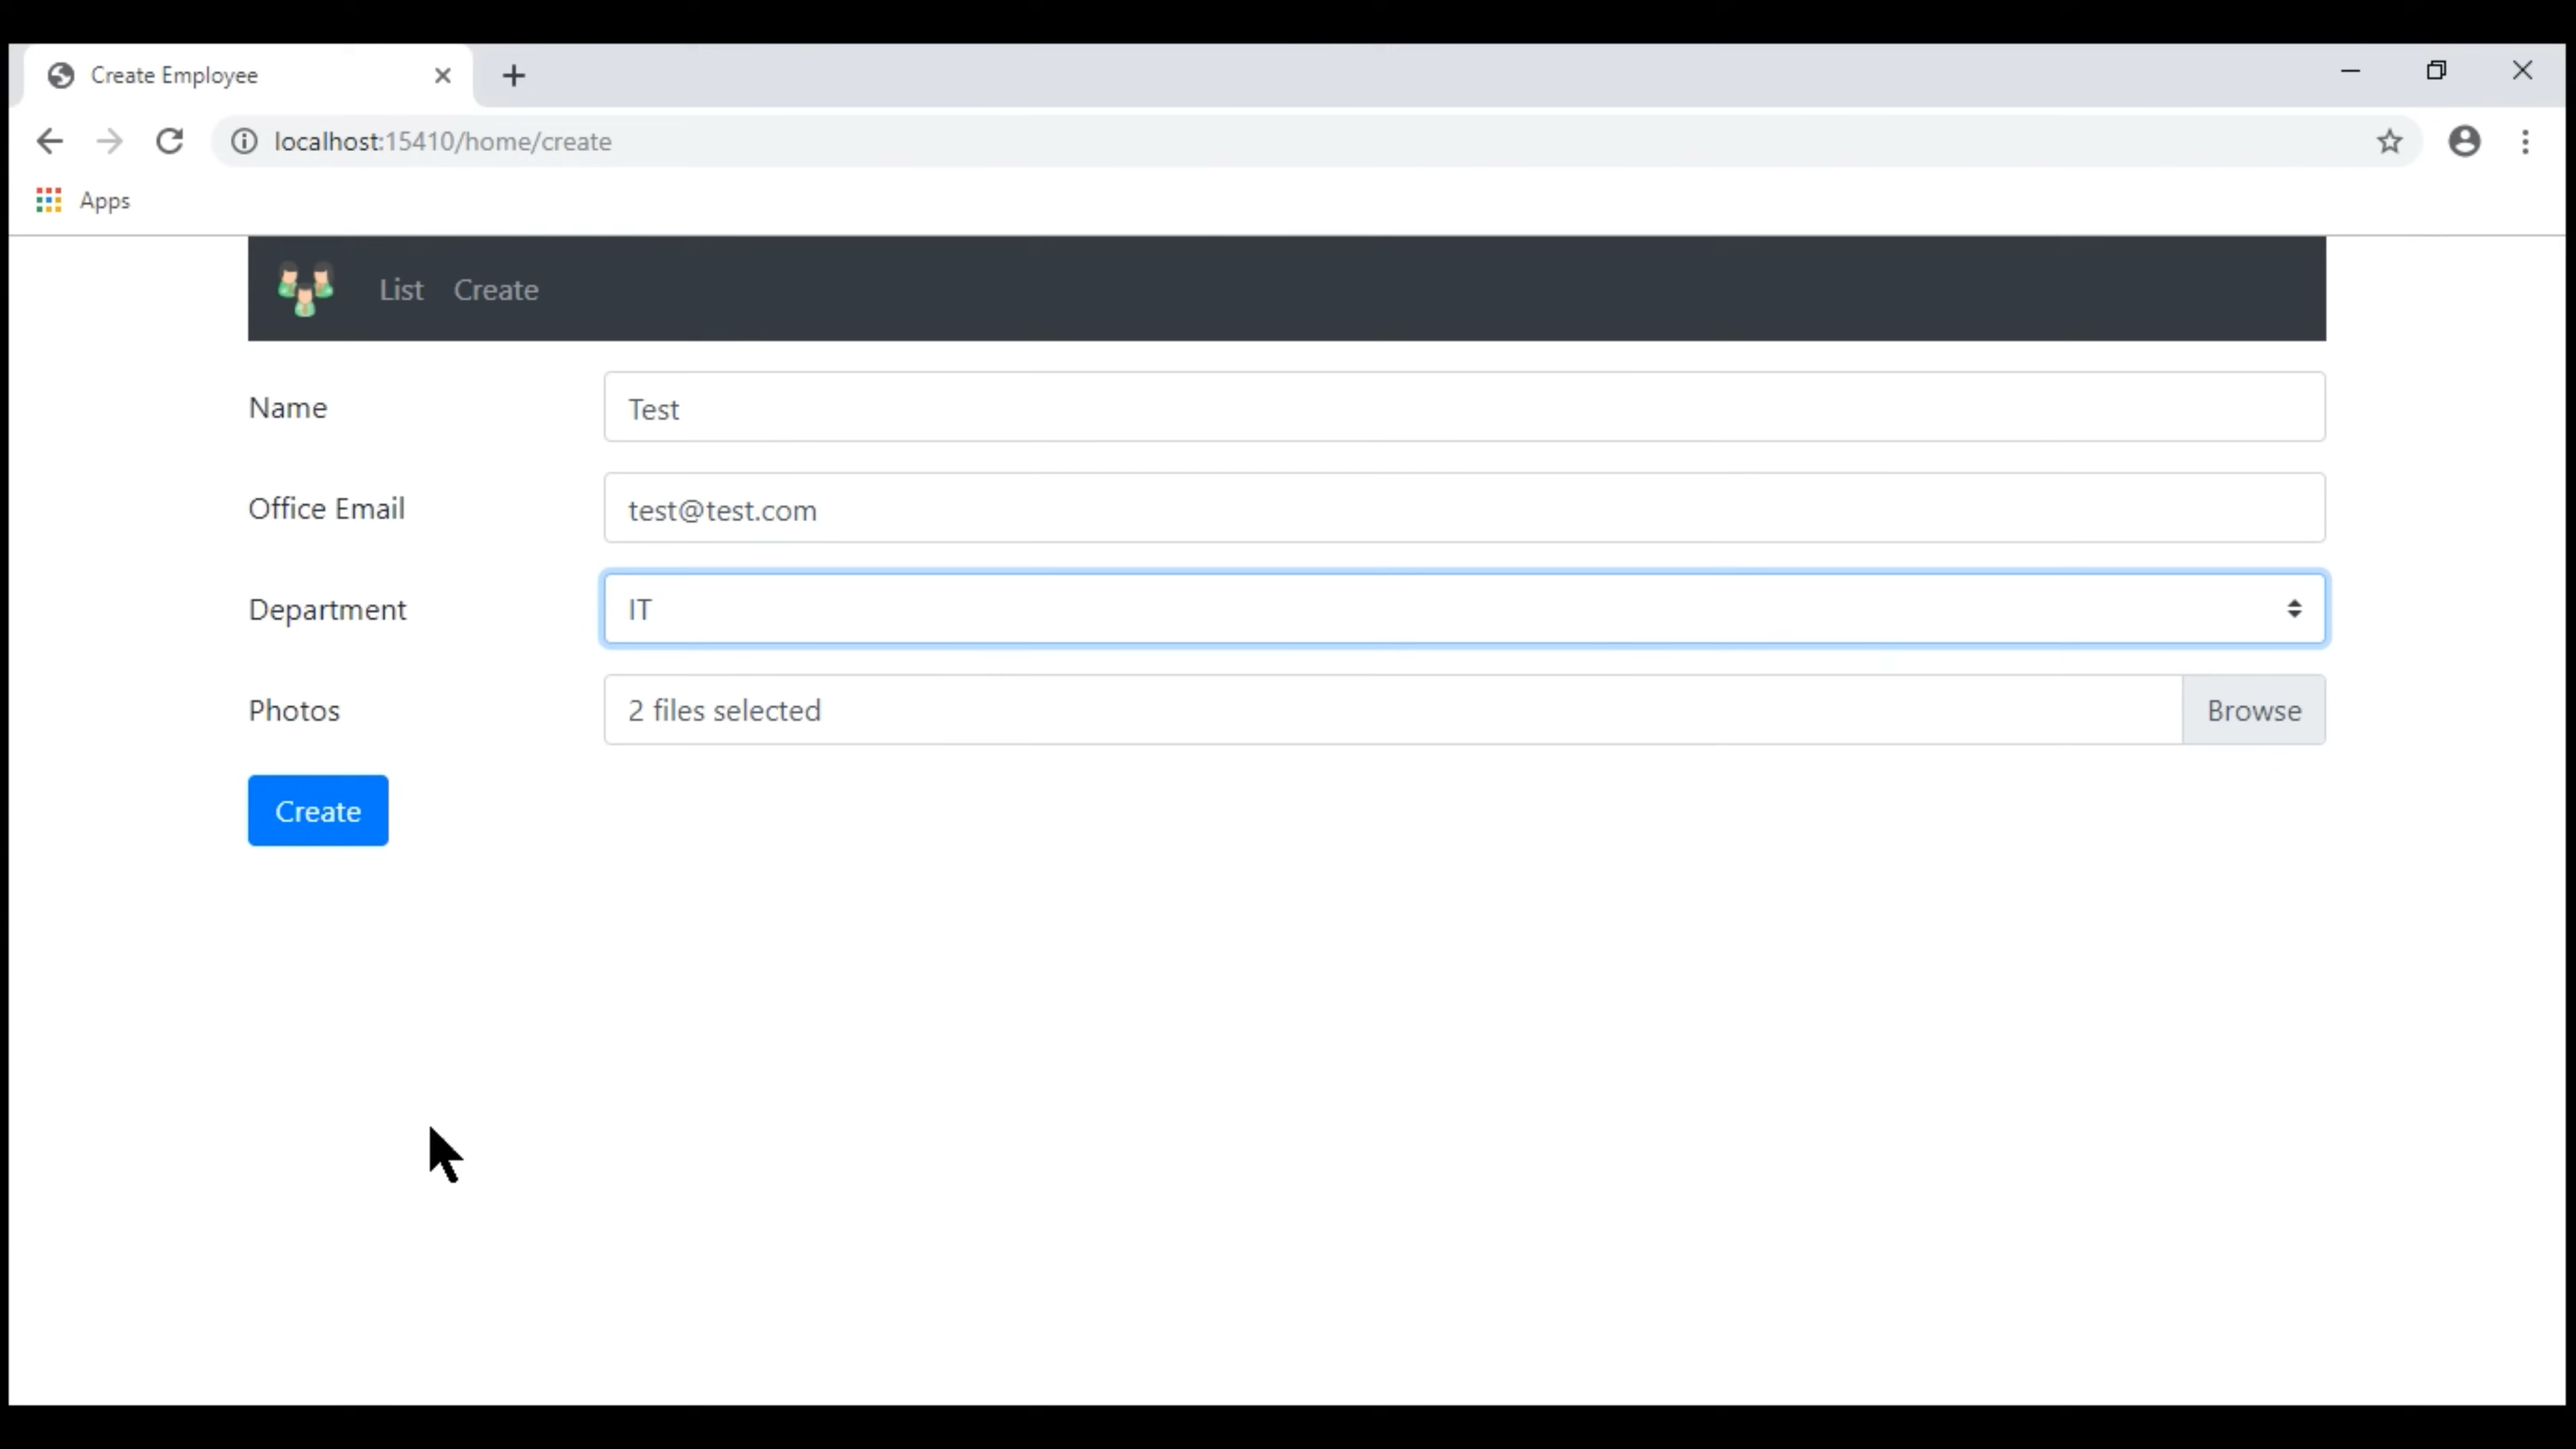 Create Employee
localhost:15410/home/create
Apps
List Create
Name Test
Office Email test@test.com
Department IT
Photos 2 files selected Browse
Create